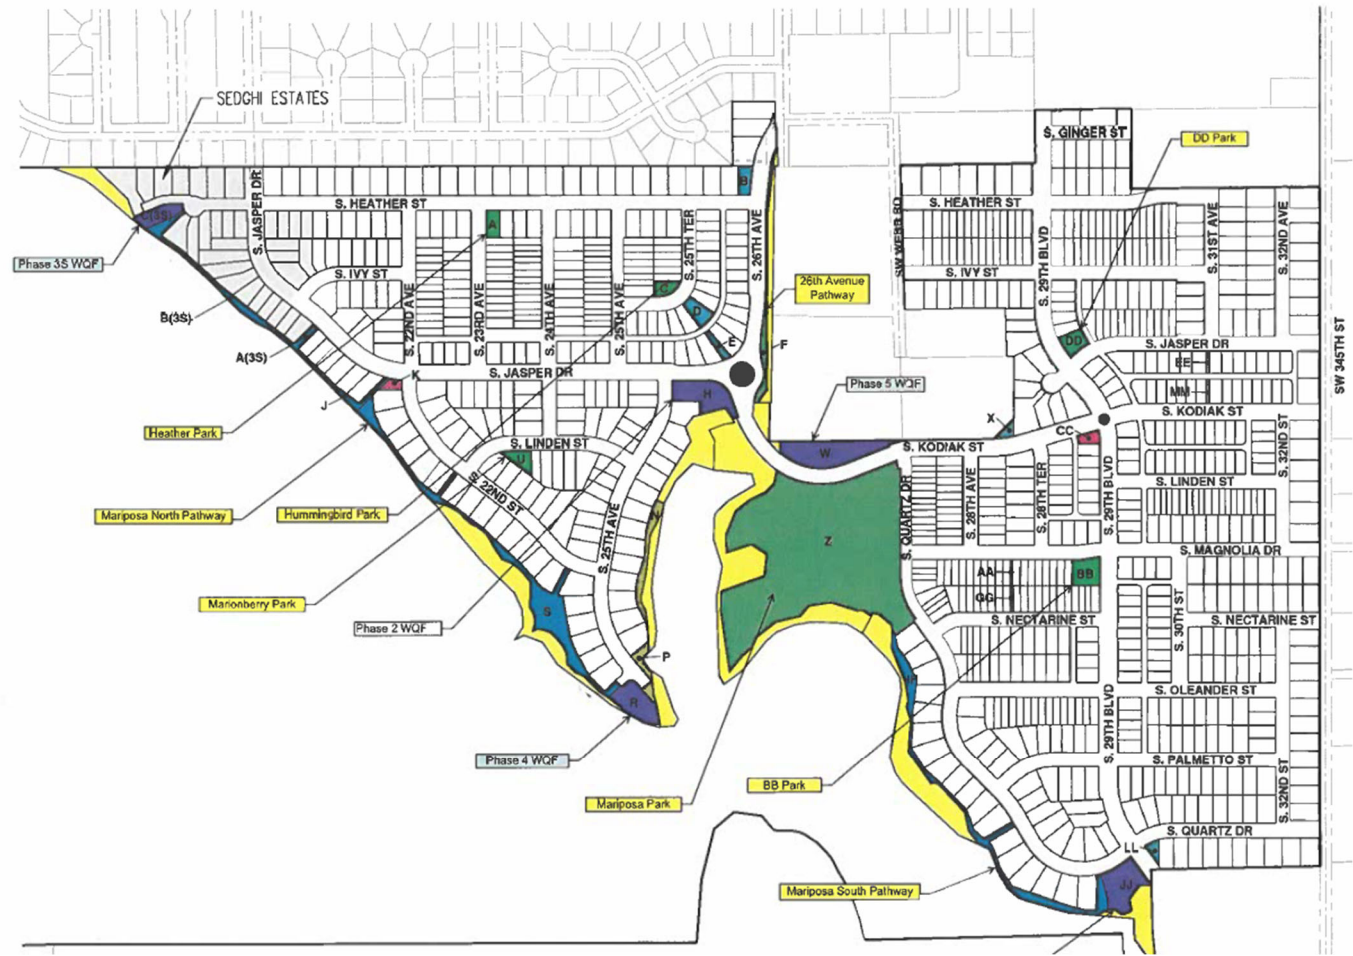 SEDGHI ESTATES
S. GINGER ST
DD Park
S. JASPER DR
B
S. HEATHER ST
S. HEATHER ST
C(3S)
A
S. 25TH TER
S. 26TH AVE
SW WEBB RD
S. 29TH BLVD
S. 31ST AVE
S. 32ND AVE
Phase 3S WQF
S. IVY ST
S. IVY ST
26th Avenue
Pathway
C
B(3S)
D
S. 22ND AVE
S. 23RD AVE
S. 24TH AVE
S. 25TH AVE
E
F
DD
S. JASPER DR
A(3S)
SW 345TH ST
EE
K
S. JASPER DR
Phase 5 WQF
MM
J
H
S. KODIAK ST
X
CC
Heather Park
S. LINDEN ST
W
S. KODIAK ST
S. 32ND ST
U
S. 22ND ST
S. LINDEN ST
Mariposa North Pathway
Hummingbird Park
S. 25TH AVE
N
S. QUARTZ DR
S. 28TH AVE
S. 28TH TER
S. 29TH BLVD
Z
S. MAGNOLIA DR
AA
BB
Marionberry Park
S
GG
Phase 2 WQF
S. NECTARINE ST
S. 30TH ST
S. NECTARINE ST
P
R
S. OLEANDER ST
S. 29TH BLVD
Phase 4 WQF
S. PALMETTO ST
BB Park
S. 32ND ST
Mariposa Park
S. QUARTZ DR
LL
Mariposa South Pathway
JJ